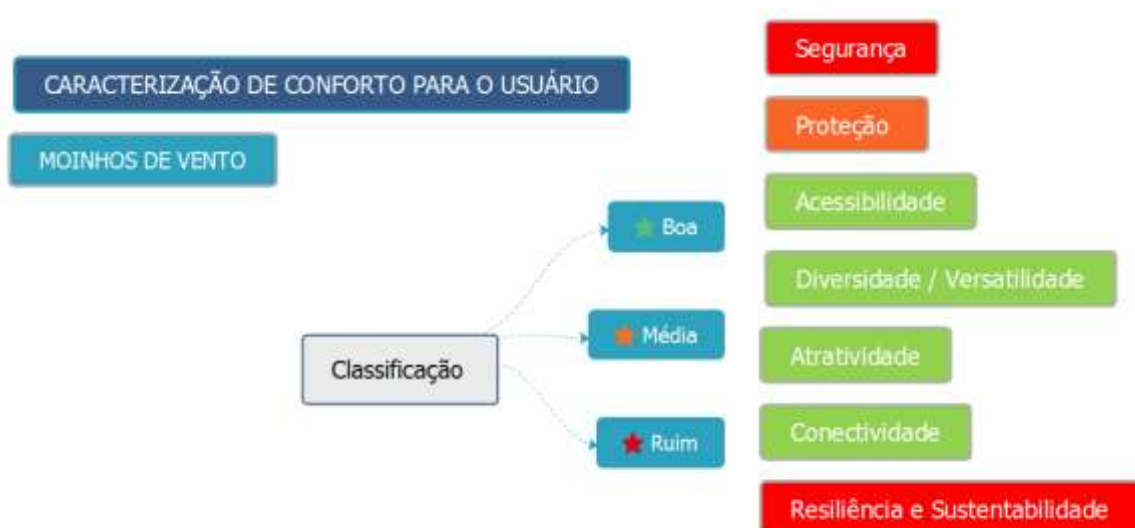 CARACTERIZAÇÃO DE CONFORTO PARA O USUÁRIO
MOINHOS DE VENTO
Classificação
Boa
Média
Ruim
Segurança
Proteção
Acessibilidade
Diversidade / Versatilidade
Atratividade
Conectividade
Resiliência e Sustentabilidade